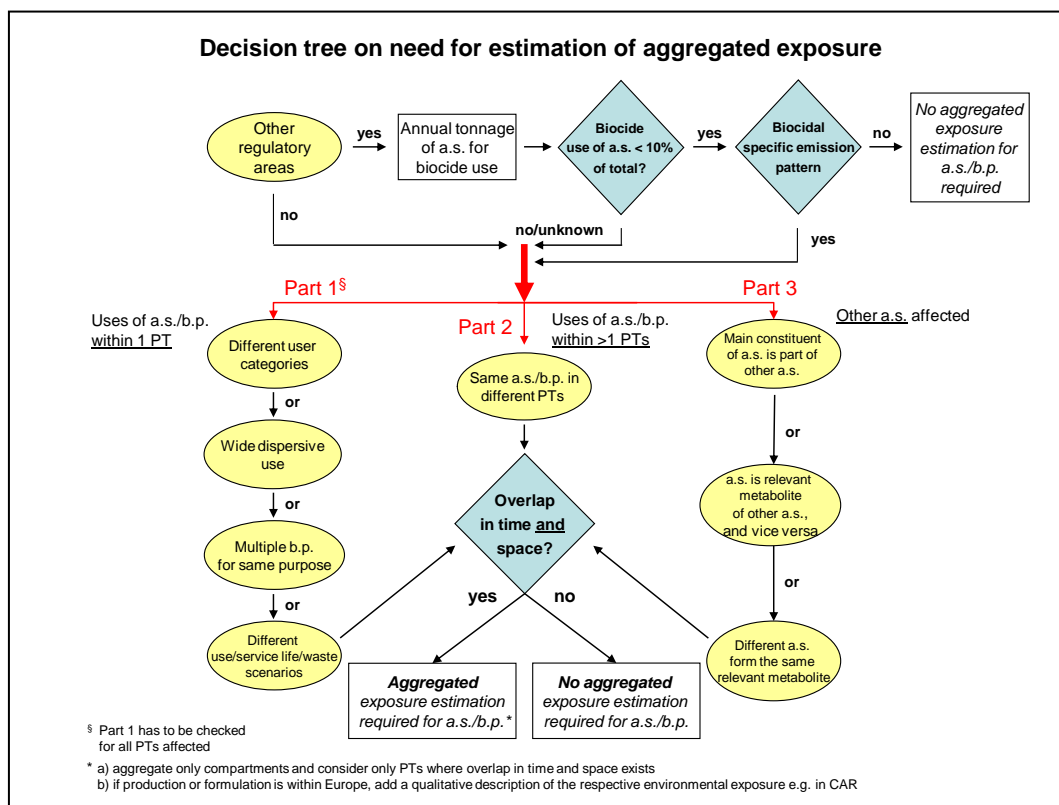 Decision tree on need for estimation of aggregated exposure
Other
regulatory
areas
yes
Annual tonnage
of a.s. for
biocide use
Biocide
use of a.s. < 10%
of total?
yes
Biocidal
specific emission
pattern
no
No aggregated
exposure
estimation for
a.s./b.p.
required
no
no/unknown
yes
Part 1§
Part 2
Part 3
Uses of a.s./b.p.
within 1 PT
Uses of a.s./b.p.
within >1 PTs
Other a.s. affected
Different user
categories
or
Wide dispersive
use
or
Multiple b.p.
for same purpose
or
Different
use/service life/waste
scenarios
Same a.s./b.p. in
different PTs
Overlap
in time and
space?
yes
no
Aggregated
exposure estimation
required for a.s./b.p.*
No aggregated
exposure estimation
required for a.s./b.p.
Main constituent
of a.s. is part of
other a.s.
or
a.s. is relevant
metabolite
of other a.s.,
and vice versa
or
Different a.s.
form the same
relevant metabolite
§ Part 1 has to be checked
for all PTs affected
* a) aggregate only compartments and consider only PTs where overlap in time and space exists
b) if production or formulation is within Europe, add a qualitative description of the respective environmental exposure e.g. in CAR